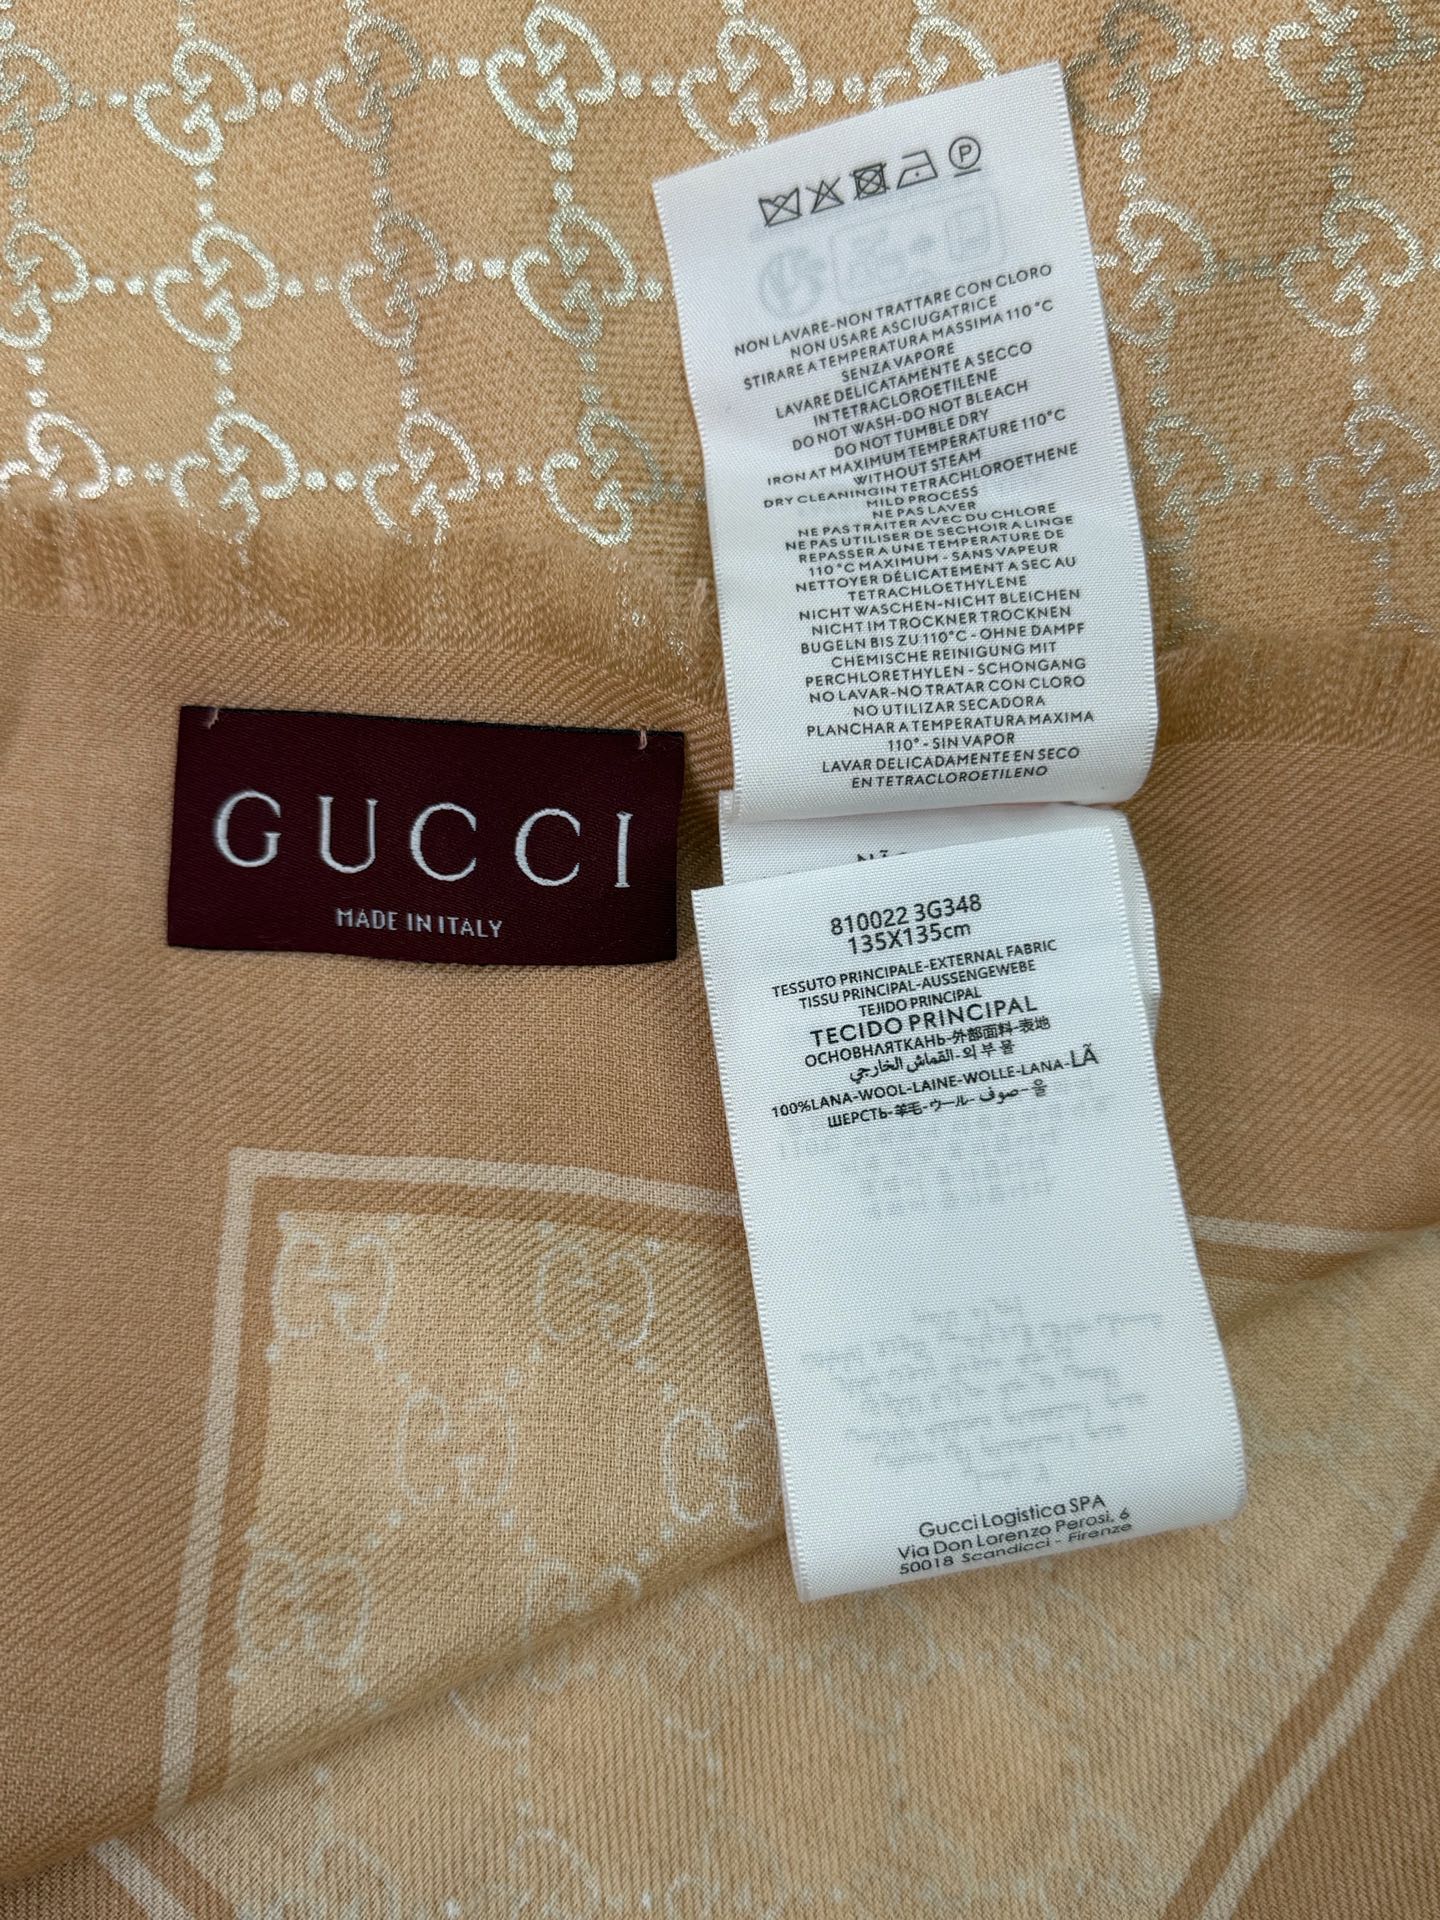 P
NON LAVARE-NON TRATTARE CON CLORO
NON USARE ASCIUGATRICE
STIRARE A TEMPERATURA MASSIMA 110°C
SENZA VAPORE
LAVARE DELICATAMENTE A SECCO
IN TETRACLOROETILENE
DO NOT WASH-DO NOT BLEACH
DO NOT TUMBLE DRY
IRON AT MAXIMUM TEMPERATURE 110°C
WITHOUT STEAM
DRY CLEANINGIN TETRACHLOROETHENE
MILD PROCESS
NE PAS LAVER
NE PAS TRAITER AVEC DU CHLORE
NE PAS UTILISER DE SECHOIR A LINGE
REPASSER A UNE TEMPERATURE DE
110°C MAXIMUM - SANS VAPEUR
NETTOYER DÉLICATEMENT A SEC AU
TETRACHLOETHYLENE
NICHT WASCHEN-NICHT BLEICHEN
NICHT IM TROCKNER TROCKNEN
BUGELN BIS ZU 110°C - OHNE DAMPF
CHEMISCHE REINIGUNG MIT
PERCHLORETHYLEN - SCHONGANG
NO LAVAR-NO TRATAR CON CLORO
NO UTILIZAR SECADORA
PLANCHAR A TEMPERATURA MAXIMA
110° - SIN VAPOR
LAVAR DELICADAMENTE EN SECO
EN TETRACLOROETILENO
GUCCI
MADE IN ITALY
810022 3G348
135X135cm
TESSUTO PRINCIPALE-EXTERNAL FABRIC
TISSU PRINCIPAL-AUSSENGEWEBE
TEJIDO PRINCIPAL
TECIDO PRINCIPAL
ОСНОВНАЯТКАНЬ-外部面料-表地
القماش الخارجي-외부 물
100%LANA-WOOL-LAINE-WOLLE-LANA-LÃ
ШЕРСТЬ-羊毛-ウール-صوف-울
Gucci Logistica SPA
Via Don Lorenzo Perosi, 6
50018 Scandicci - Firenze